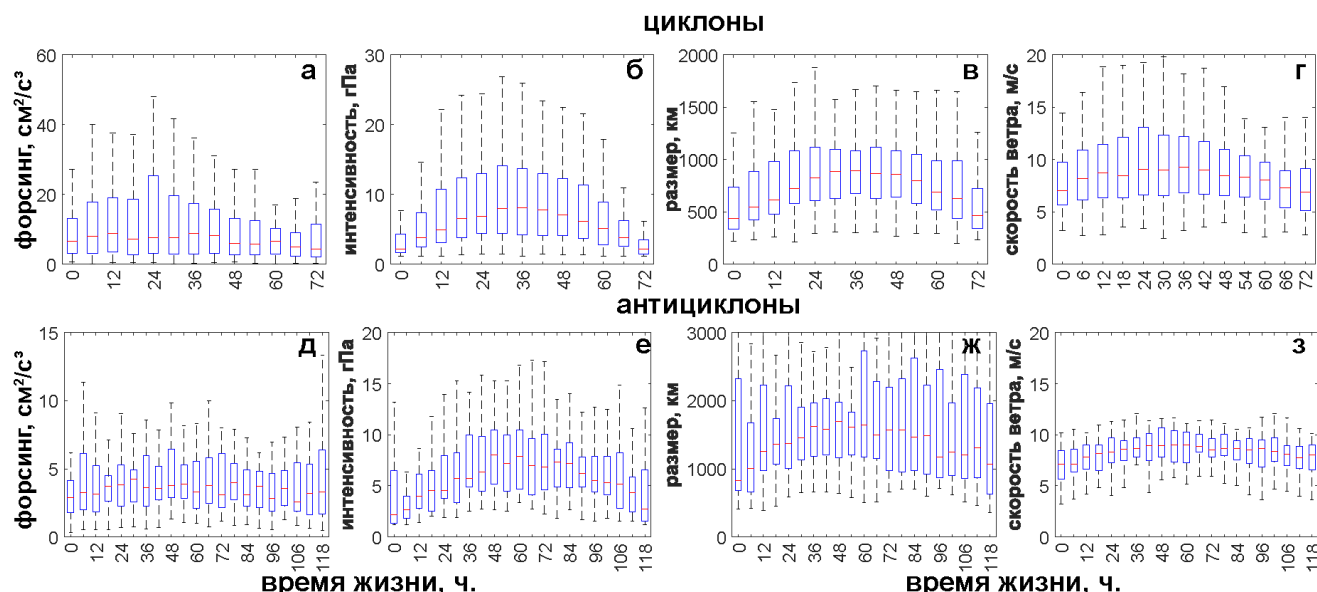 циклоны
форсинг, см²/с³
60
40
20
0
а
0 12 24 36 48 60 72
интенсивность, гПа
30
20
10
0
б
0 12 24 36 48 60 72
размер, км
2000
1500
1000
500
0
в
0 12 24 36 48 60 72
скорость ветра, м/с
20
15
10
5
0
г
0 6 12 18 24 30 36 42 48 54 60 66 72
антициклоны
форсинг, см²/с³
15
10
5
0
д
0 12 24 36 48 60 72 84 96 106 118
интенсивность, гПа
20
15
10
5
0
е
0 12 24 36 48 60 72 84 96 106 118
размер, км
3000
2000
1000
0
ж
0 12 24 36 48 60 72 84 96 106 118
скорость ветра, м/с
20
15
10
5
0
з
0 12 24 36 48 60 72 84 96 106 118
время жизни, ч.
время жизни, ч.